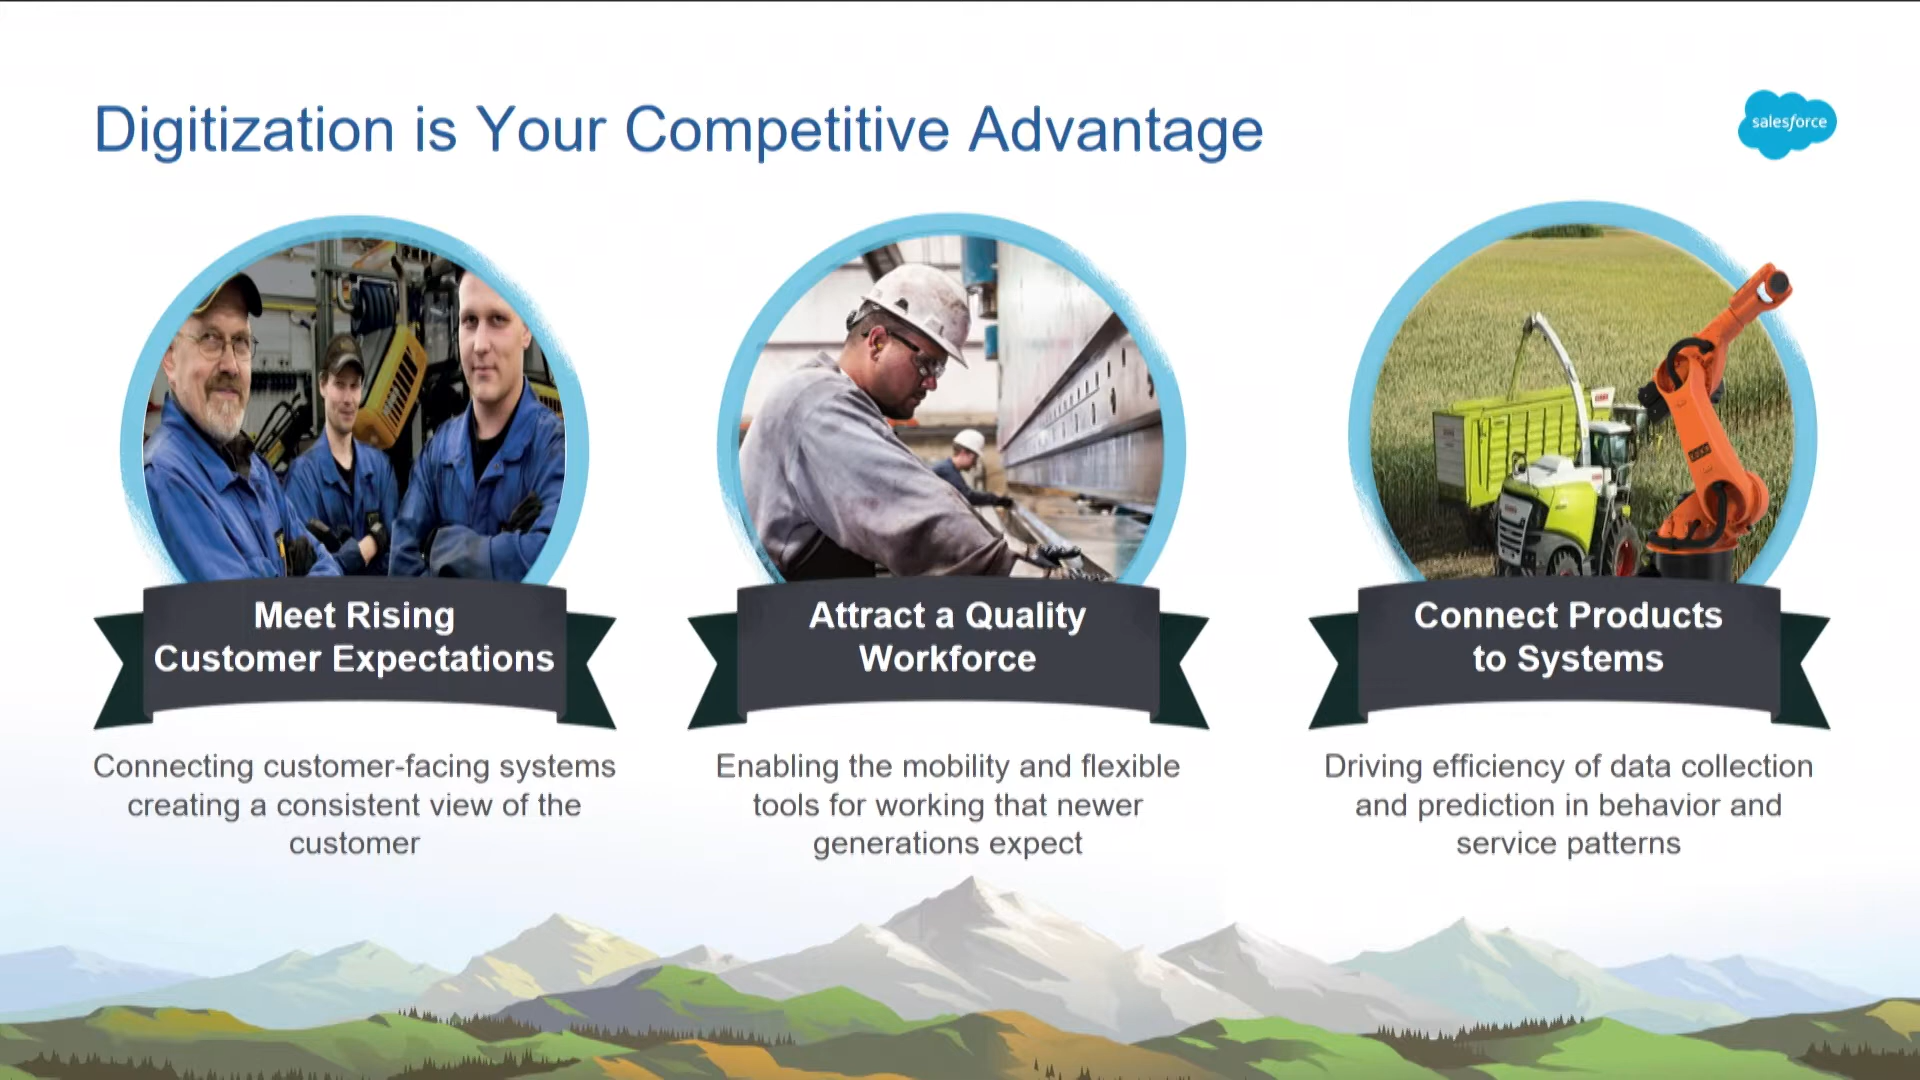 Digitization is Your Competitive Advantage
salesforce
Meet Rising
Customer Expectations
Connecting customer-facing systems
creating a consistent view of the
customer
Attract a Quality
Workforce
Enabling the mobility and flexible
tools for working that newer
generations expect
Connect Products
to Systems
Driving efficiency of data collection
and prediction in behavior and
service patterns